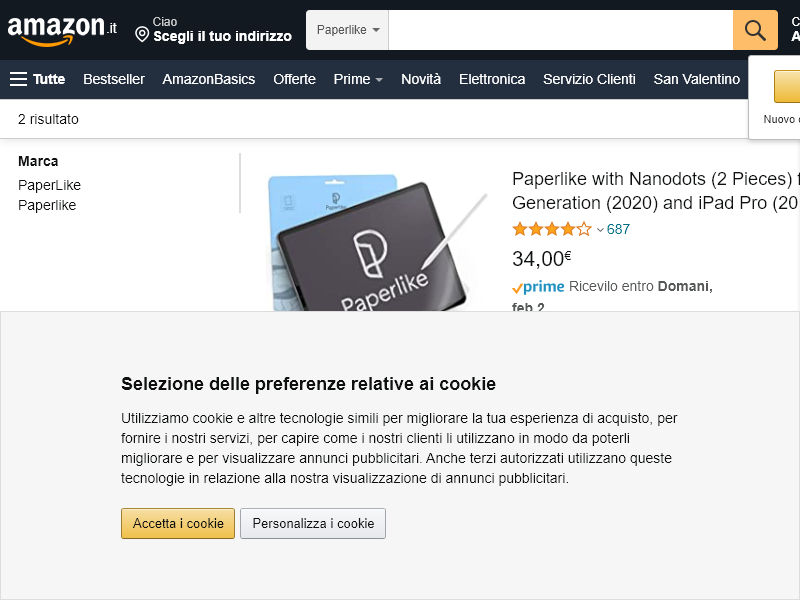 amazon.it
Ciao
Scegli il tuo indirizzo
Paperlike
Tutte
Bestseller
AmazonBasics
Offerte
Prime
Novità
Elettronica
Servizio Clienti
San Valentino
Nuovo
2 risultato
Marca
PaperLike
Paperlike
Paperlike
Paperlike
Paperlike with Nanodots (2 Pieces)
Generation (2020) and iPad Pro (20
687
34,00€
prime Ricevilo entro Domani,
feb 2
Selezione delle preferenze relative ai cookie
Utilizziamo cookie e altre tecnologie simili per migliorare la tua esperienza di acquisto, per
fornire i nostri servizi, per capire come i nostri clienti li utilizzano in modo da poterli
migliorare e per visualizzare annunci pubblicitari. Anche terzi autorizzati utilizzano queste
tecnologie in relazione alla nostra visualizzazione di annunci pubblicitari.
Accetta i cookie
Personalizza i cookie